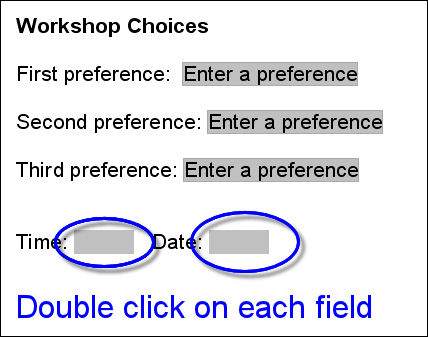 Workshop Choices
First preference: Enter a preference
Second preference: Enter a preference
Third preference: Enter a preference
Time: Date:
Double click on each field